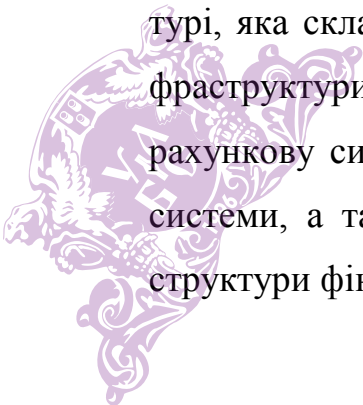 турі, яка скла
фраструктури
рахункову си
системи, а та
структури фін